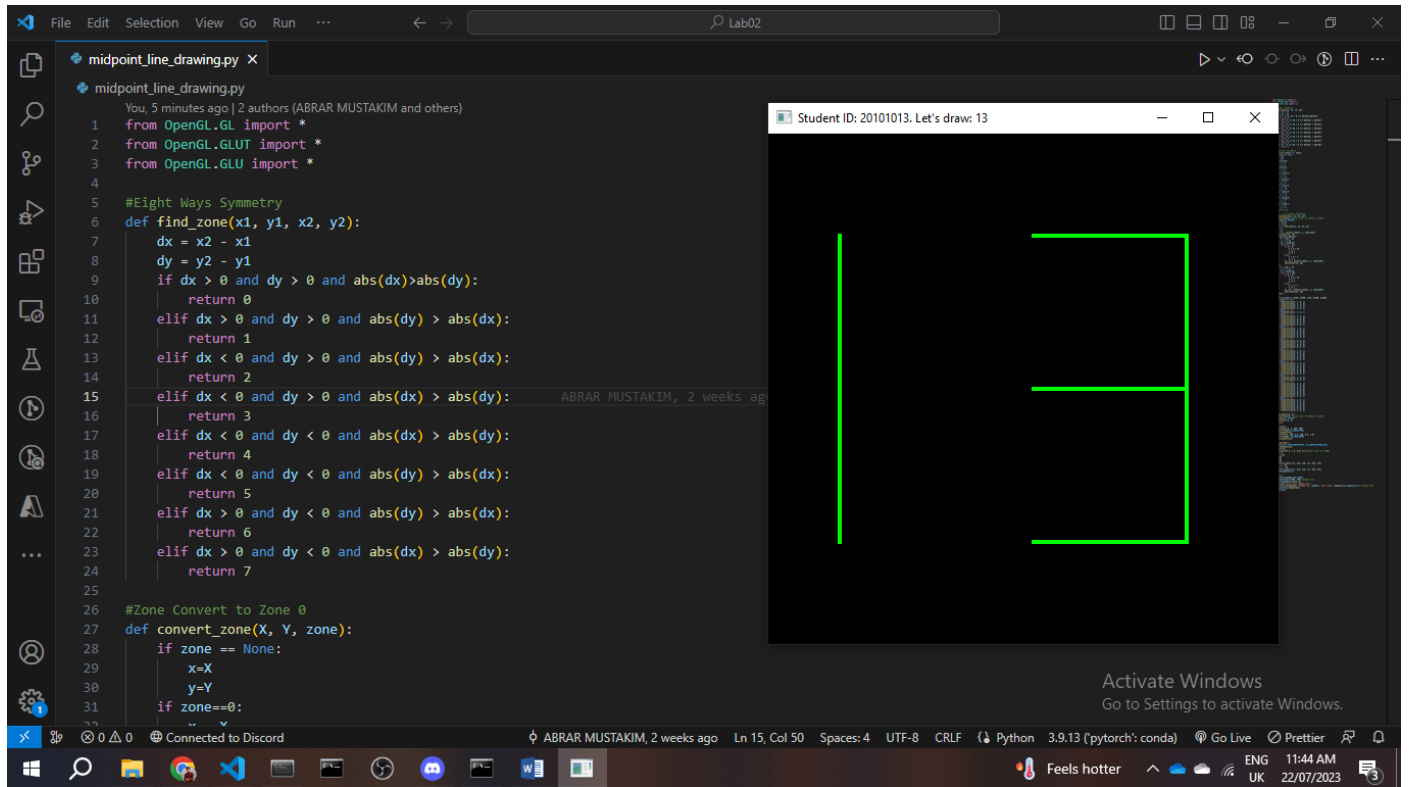 File Edit Selection View Go Run ··· Lab02
midpoint_line_drawing.py
midpoint_line_drawing.py
You, 5 minutes ago | 2 authors (ABRAR MUSTAKIM and others)
1 from OpenGL.GL import *
2 from OpenGL.GLUT import *
3 from OpenGL.GLU import *
4
5 #Eight Ways Symmetry
6 def find_zone(x1, y1, x2, y2):
7 dx = x2 - x1
8 dy = y2 - y1
9 if dx > 0 and dy > 0 and abs(dx)>abs(dy):
10 return 0
11 elif dx > 0 and dy > 0 and abs(dy) > abs(dx):
12 return 1
13 elif dx < 0 and dy > 0 and abs(dy) > abs(dx):
14 return 2
15 elif dx < 0 and dy > 0 and abs(dx) > abs(dy): ABRAR MUSTAKIM, 2 weeks ag
16 return 3
17 elif dx < 0 and dy < 0 and abs(dx) > abs(dy):
18 return 4
19 elif dx < 0 and dy < 0 and abs(dy) > abs(dx):
20 return 5
21 elif dx > 0 and dy < 0 and abs(dy) > abs(dx):
22 return 6
23 elif dx > 0 and dy < 0 and abs(dx) > abs(dy):
24 return 7
25
26 #Zone Convert to Zone 0
27 def convert_zone(X, Y, zone):
28 if zone == None:
29 x=X
30 y=Y
31 if zone==0:
Student ID: 20101013. Let's draw: 13
Activate Windows
Go to Settings to activate Windows.
0 0 Connected to Discord ABRAR MUSTAKIM, 2 weeks ago Ln 15, Col 50 Spaces: 4 UTF-8 CRLF Python 3.9.13 ('pytorch': conda) Go Live Prettier
Feels hotter ENG UK 11:44 AM 22/07/2023 3